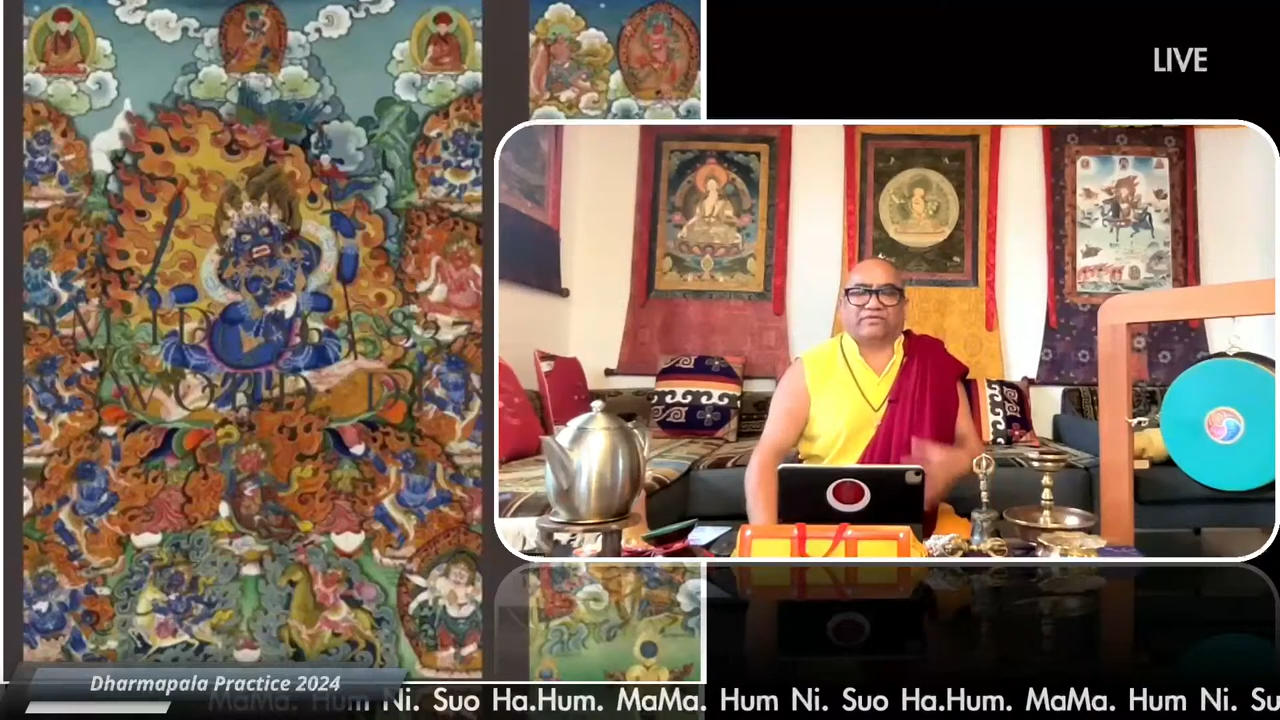 LIVE
Dharmapala Practice 2024
MaMa. Hum Ni. Suo Ha.Hum. MaMa. Hum Ni. Suo Ha.Hum. MaMa. Hum Ni. Su